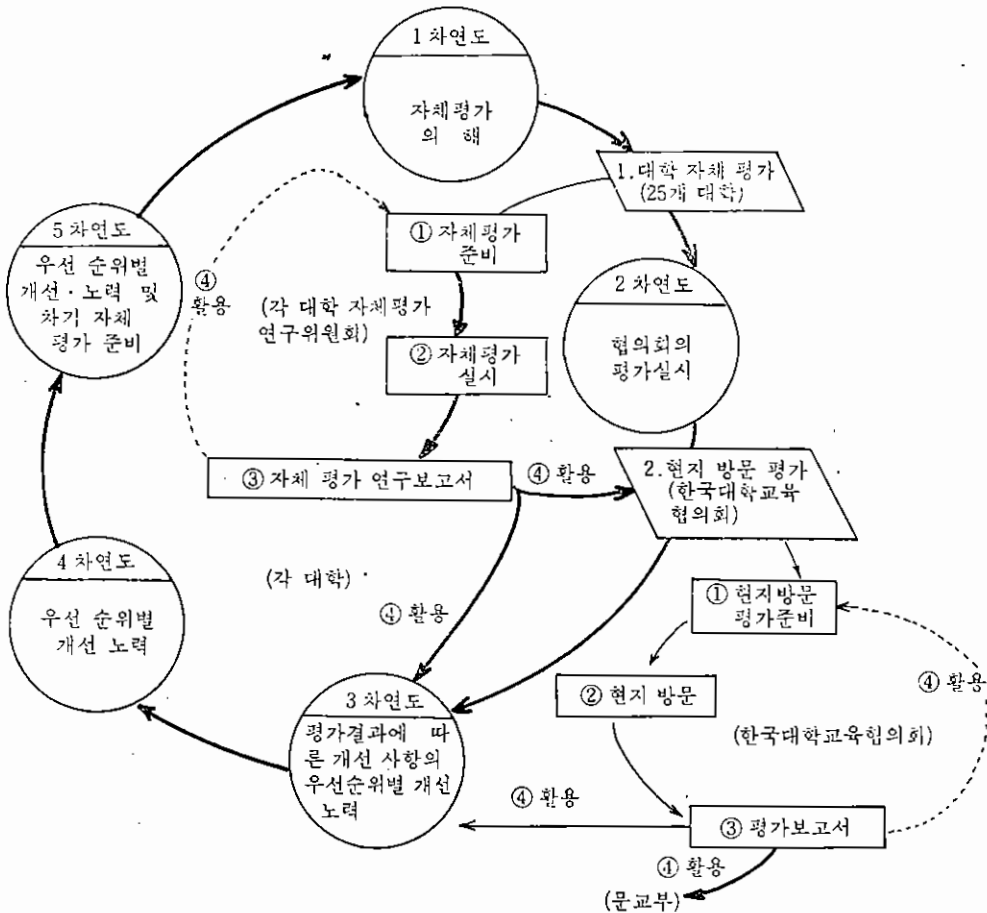 1 차연도
자체평가
의 해
1. 대학 자체 평가
(25개 대학)
① 자체평가
준비
(각 대학 자체평가
연구위원회)
② 자체평가
실시
③ 자체 평가 연구보고서
④
활용
④ 활용
2 차연도
협의회의
평가실시
2. 현지 방문 평가
(한국대학교육
협의회)
① 현지방문
평가준비
② 현지 방문
(한국대학교육협의회)
③ 평가보고서
④ 활용
④ 활용
④ 활용
(문교부)
(각 대학)
④ 활용
3 차연도
평가결과에 따
른 개선 사항의
우선순위별 개선
노력
4 차연도
우선 순위별
개선 노력
5 차연도
우선 순위별
개선·노력 및
차기 자체
평가 준비